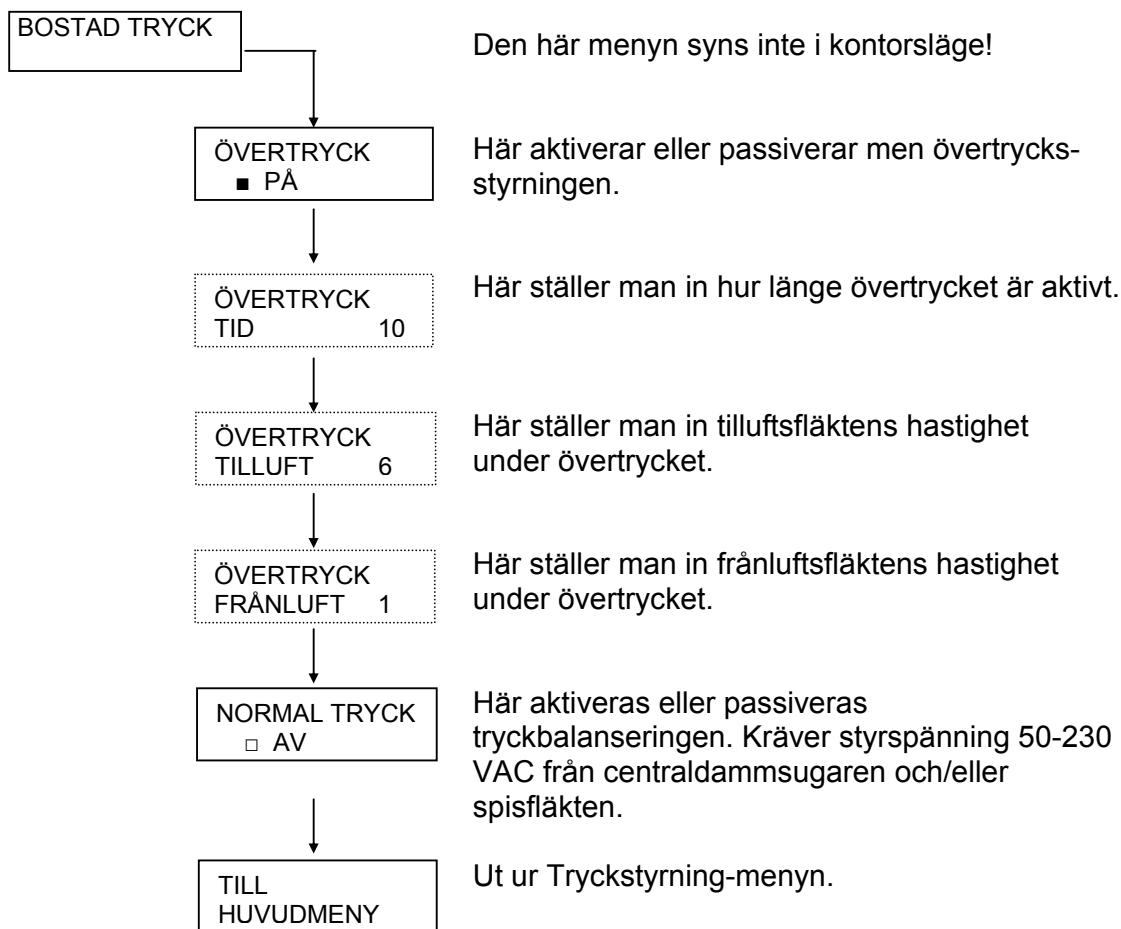 BOSTAD TRYCK
Den här menyn syns inte i kontorsläge!
ÖVERTRYCK
■ PÅ
Här aktiverar eller passiverar men övertrycks-
styrningen.
ÖVERTRYCK
TID 10
Här ställer man in hur länge övertrycket är aktivt.
ÖVERTRYCK
TILLUFT 6
Här ställer man in tilluftsfläktens hastighet
under övertrycket.
ÖVERTRYCK
FRÅNLUFT 1
Här ställer man in frånluftsfläktens hastighet
under övertrycket.
NORMAL TRYCK
□ AV
Här aktiveras eller passiveras
tryckbalanseringen. Kräver styrspänning 50-230
VAC från centraldammsugaren och/eller
spisfläkten.
TILL
HUVUDMENY
Ut ur Tryckstyrning-menyn.